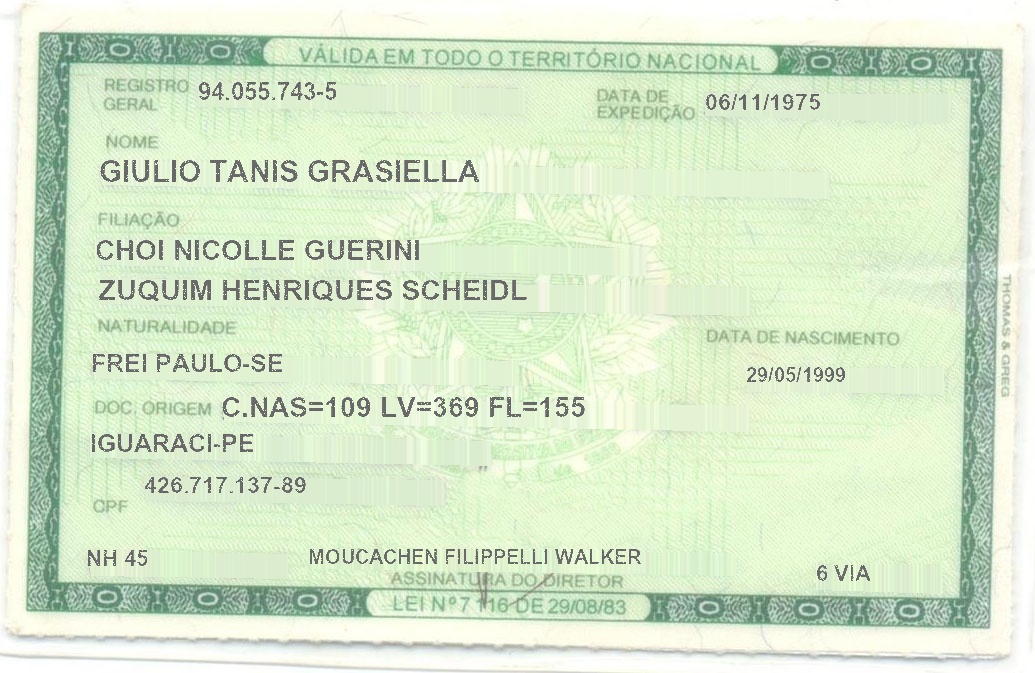 VÁLIDA EM TODO O TERRITÓRIO NACIONAL
REGISTRO GERAL 94.055.743-5 DATA DE EXPEDIÇÃO 06/11/1975
NOME
GIULIO TANIS GRASIELLA
FILIAÇÃO
CHOI NICOLLE GUERINI
ZUQUIM HENRIQUES SCHEIDL
NATURALIDADE DATA DE NASCIMENTO
FREI PAULO-SE 29/05/1999
DOC. ORIGEM C.NAS=109 LV=369 FL=155
IGUARACI-PE
426.717.137-89
CPF
NH 45 MOUCACHEN FILIPPELLI WALKER 6 VIA
ASSINATURA DO DIRETOR
LEI Nº 7 116 DE 29/08/83
THOMAS & GREG